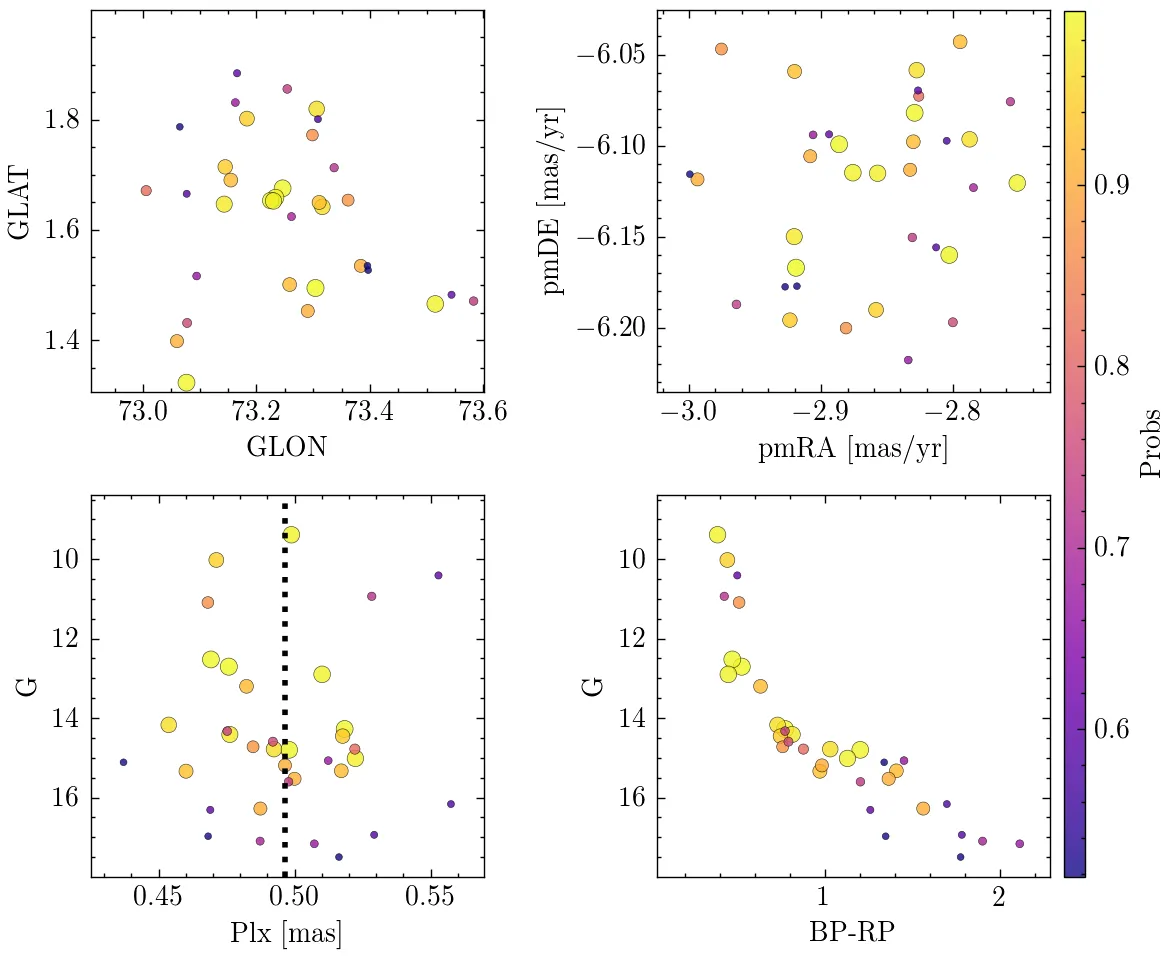 1.8
1.6
1.4
GLAT
73.0 73.2 73.4 73.6
GLON
−6.05
−6.10
−6.15
−6.20
pmDE [mas/yr]
−3.0 −2.9 −2.8
pmRA [mas/yr]
10
12
14
16
G
0.45 0.50 0.55
Plx [mas]
10
12
14
16
G
1 2
BP-RP
0.9
0.8
0.7
0.6
Probs